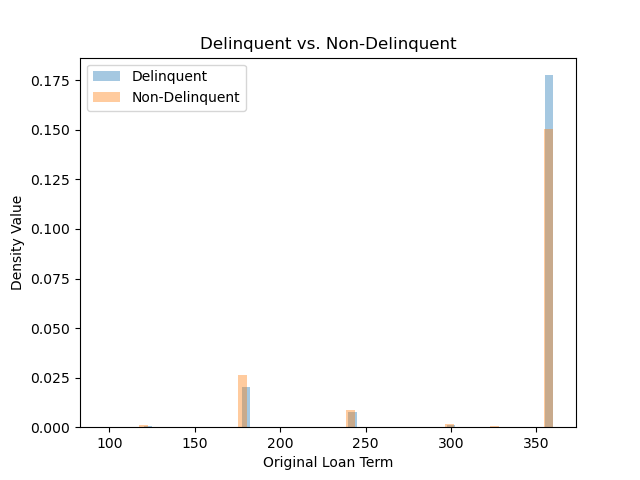 Delinquent vs. Non-Delinquent
Delinquent
Non-Delinquent
0.175
0.150
0.125
0.100
0.075
0.050
0.025
0.000
Density Value
100 150 200 250 300 350
Original Loan Term